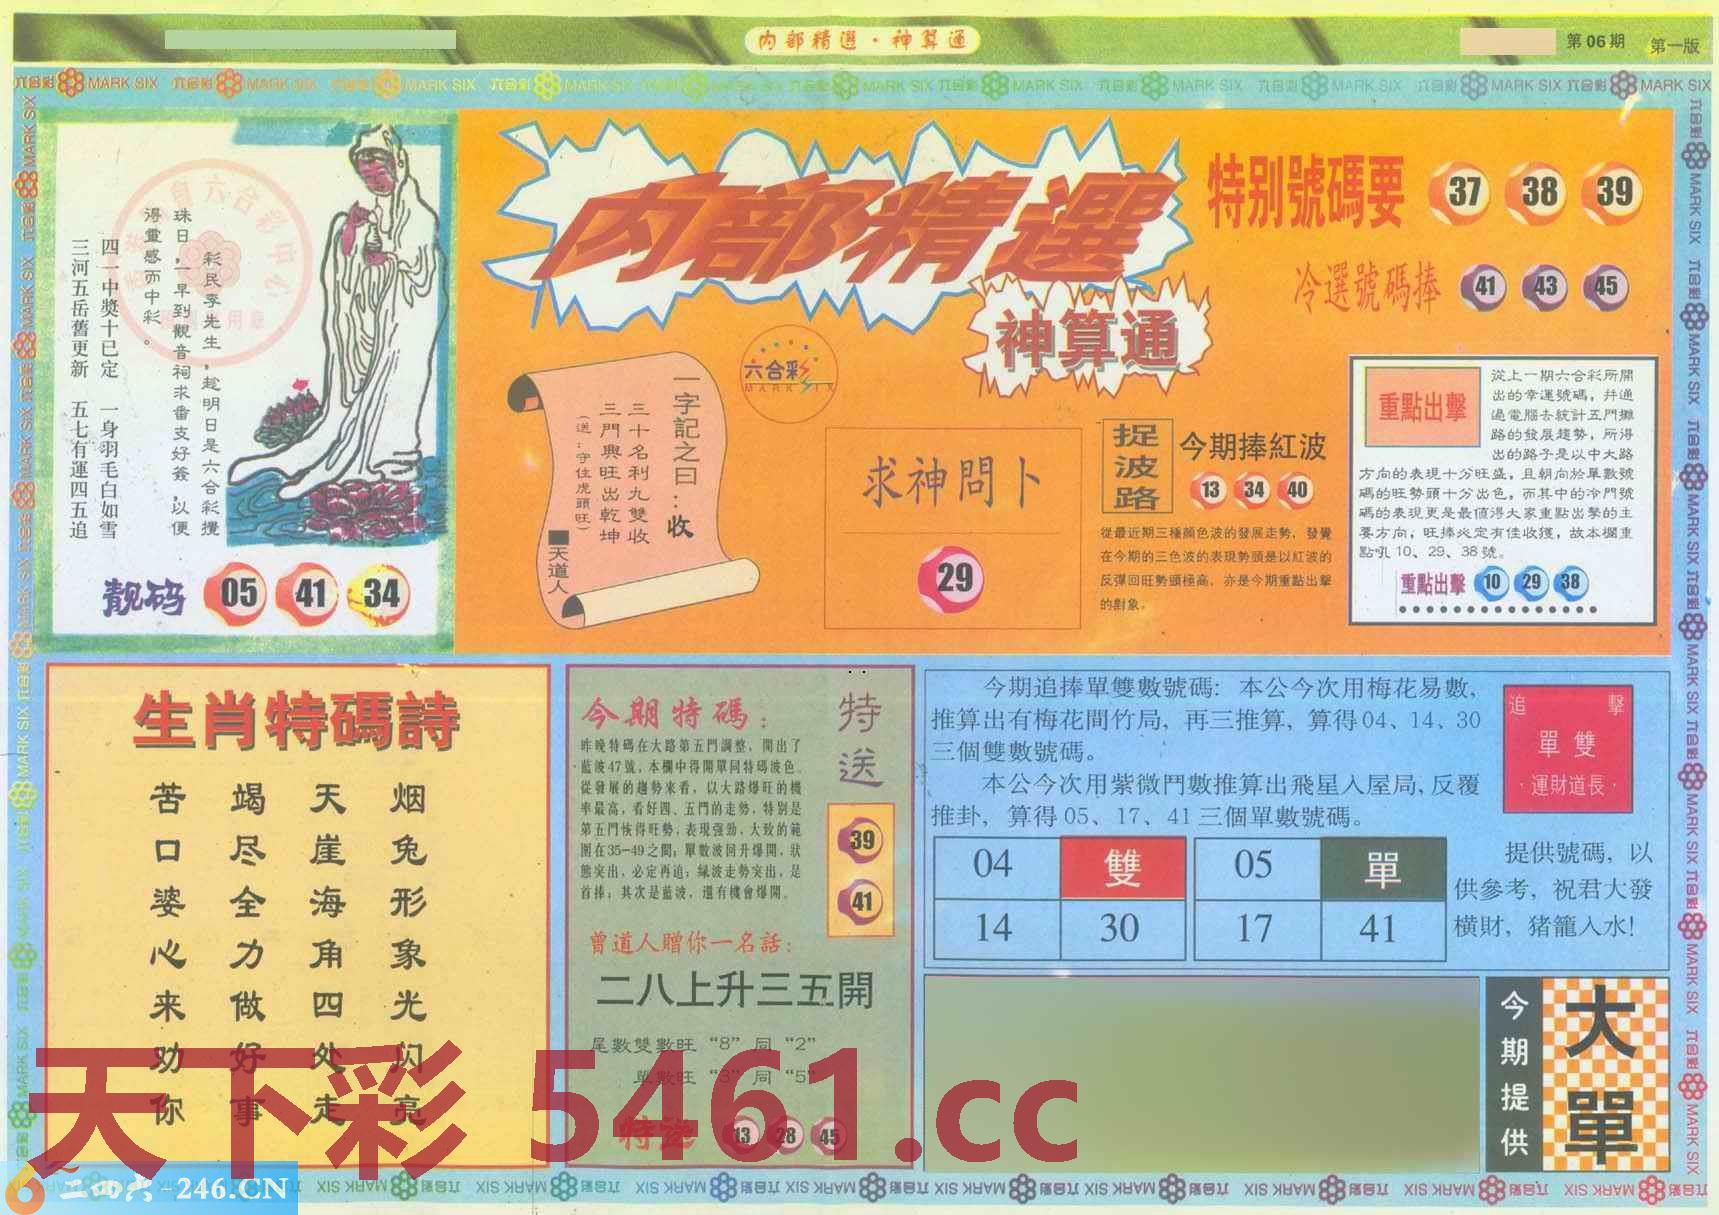 内部精選·神算通
第06期
第一版
六合彩 MARK SIX
內部精選
神算通
特别號碼要 37 38 39
冷選號碼捧 41 43 45
彩民李先生,趁明日是六合彩攪
珠日,一早到觀音祠求番支好簽,以便
得靈感而中彩。
四一中獎十已定 一身羽毛白如雪
三河五岳舊更新 五七有運四五追
靚码 05 41 34
六合彩
MARK SIX
一字記之曰:收
三十名利九雙收
三門興旺出乾坤
(送:守住虎頭旺)
■天道人
求神問卜
29
捉波路
今期捧紅波
13 34 40
從最近期三種顏色波的發展走勢,發覺
在今期的三色波的表現勢頭是以紅波的
反彈回旺勢頭極高,亦是今期重點出擊
的對象。
重點出擊
從上一期六合彩所開
出的幸運號碼,并通
過電腦去統計五門攤
路的發展趨勢,所得
出的路子是以中大路
方向的表現十分旺盛,且朝向於單數號
碼的旺勢頭十分出色,而其中的冷門號
碼的表現更是最值得大家重點出擊的主
要方向,旺捧必定有佳收獲,故本欄重
點吼10、29、38號。
重點出擊 10 29 38
生肖特碼詩
烟兔形象光闪亮
天崖海角四处走
竭尽全力做好事
苦口婆心来劝你
今期特碼:
昨晚特碼在大路第五門調整,開出了
藍波47號,本欄中得開單同特碼波色。
從發展的趨勢來看,以大路爆旺的機
率最高,看好四、五門的走勢,特别是
第五門恢得旺勢,表現强勁,大致的範
圍在35-49之間;單數波回升爆開,狀
態突出,必定再追;緑波走勢突出,是
首捧;其次是藍波,還有機會爆開。
特送
39
41
曾道人贈你一名話:
二八上升三五開
尾數雙數旺“8”同“2”
單數旺“3”同“5”
13 28 45
今期追捧單雙數號碼:本公今次用梅花易數,
推算出有梅花間竹局,再三推算,算得04、14、30
三個雙數號碼。
本公今次用紫微鬥數推算出飛星入屋局,反覆
推卦,算得05、17、41三個單數號碼。
追擊
單雙
·運財道長·
04 雙 05 單
14 30 17 41
提供號碼,以
供參考,祝君大發
橫財,猪籠入水!
今期提供
大單
天下彩 5461.cc
二四六-246.CN